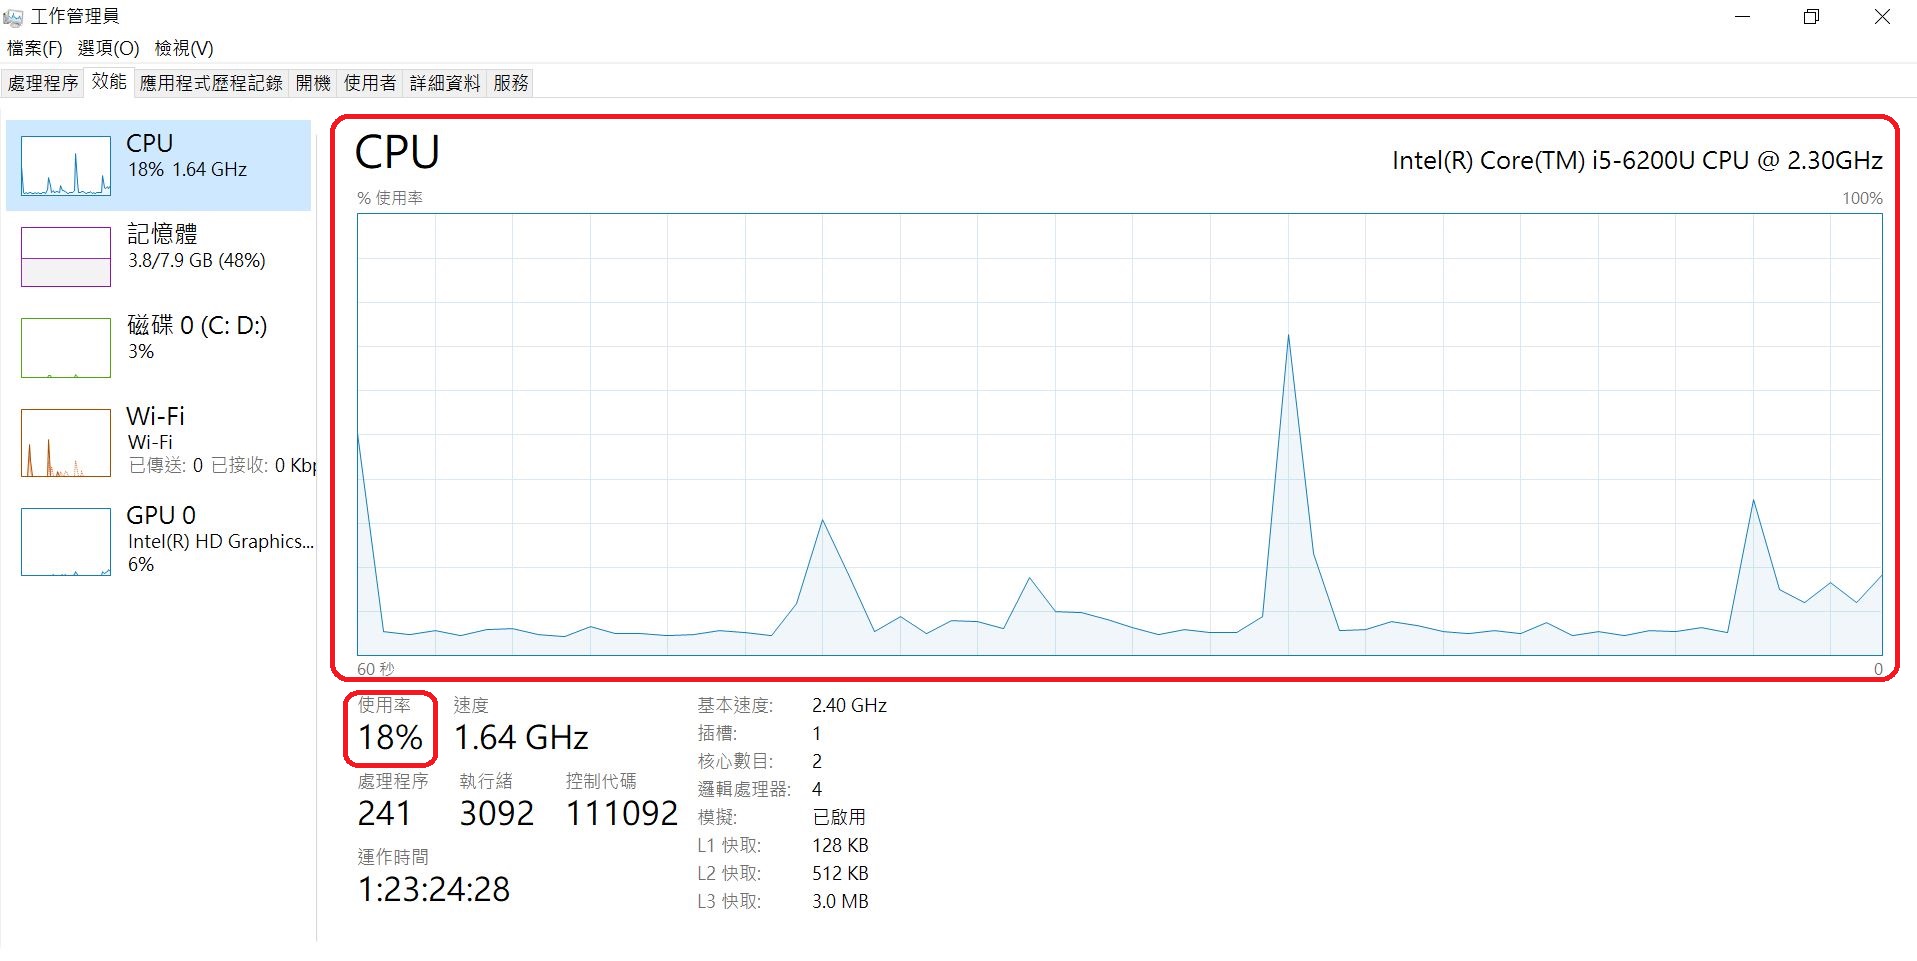 工作管理員
檔案(F) 選項(O) 檢視(V)
處理程序 效能 應用程式歷程記錄 開機 使用者 詳細資料 服務
CPU
18% 1.64 GHz
記憶體
3.8/7.9 GB (48%)
磁碟 0 (C: D:)
3%
Wi-Fi
Wi-Fi
已傳送: 0 已接收: 0 Kbp
GPU 0
Intel(R) HD Graphics...
6%
CPU
Intel(R) Core(TM) i5-6200U CPU @ 2.30GHz
% 使用率 100%
60 秒 0
使用率 速度
18% 1.64 GHz
處理程序 執行緒 控制代碼
241 3092 111092
運作時間
1:23:24:28
基本速度: 2.40 GHz
插槽: 1
核心數目: 2
邏輯處理器: 4
模擬: 已啟用
L1 快取: 128 KB
L2 快取: 512 KB
L3 快取: 3.0 MB